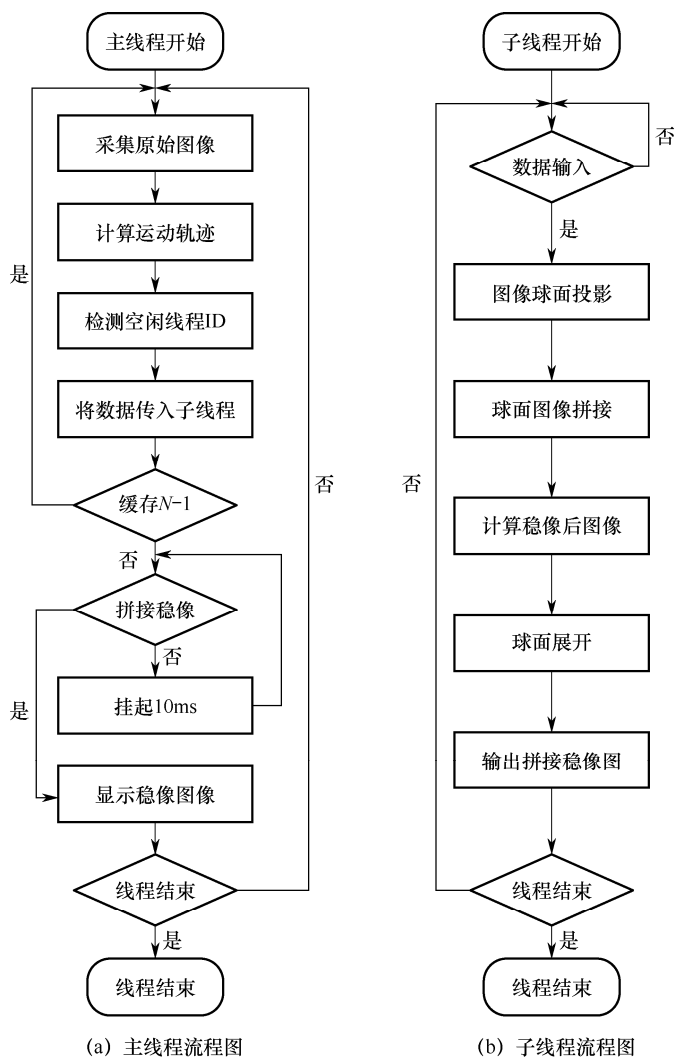 主线程开始
采集原始图像
计算运动轨迹
检测空闲线程ID
将数据传入子线程
缓存N-1
是
否
拼接稳像
否
挂起10ms
是
显示稳像图像
线程结束
否
是
线程结束
(a) 主线程流程图
子线程开始
数据输入
否
是
图像球面投影
球面图像拼接
计算稳像后图像
球面展开
输出拼接稳像图
线程结束
否
是
线程结束
(b) 子线程流程图